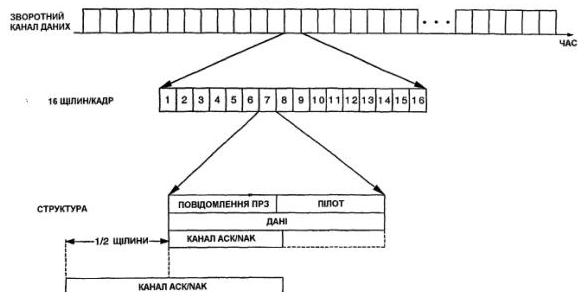 ЗВОРОТНИЙ
КАНАЛ ДАНИХ
ЧАС
16 ЩІЛИН/КАДР
1 2 3 4 5 6 7 8 9 10 11 12 13 14 15 16
ПОВІДОМЛЕННЯ ПРЗ ПІЛОТ
СТРУКТУРА
ДАНІ
1/2 ЩІЛИНИ
КАНАЛ ACK/NAK
КАНАЛ ACK/NAK